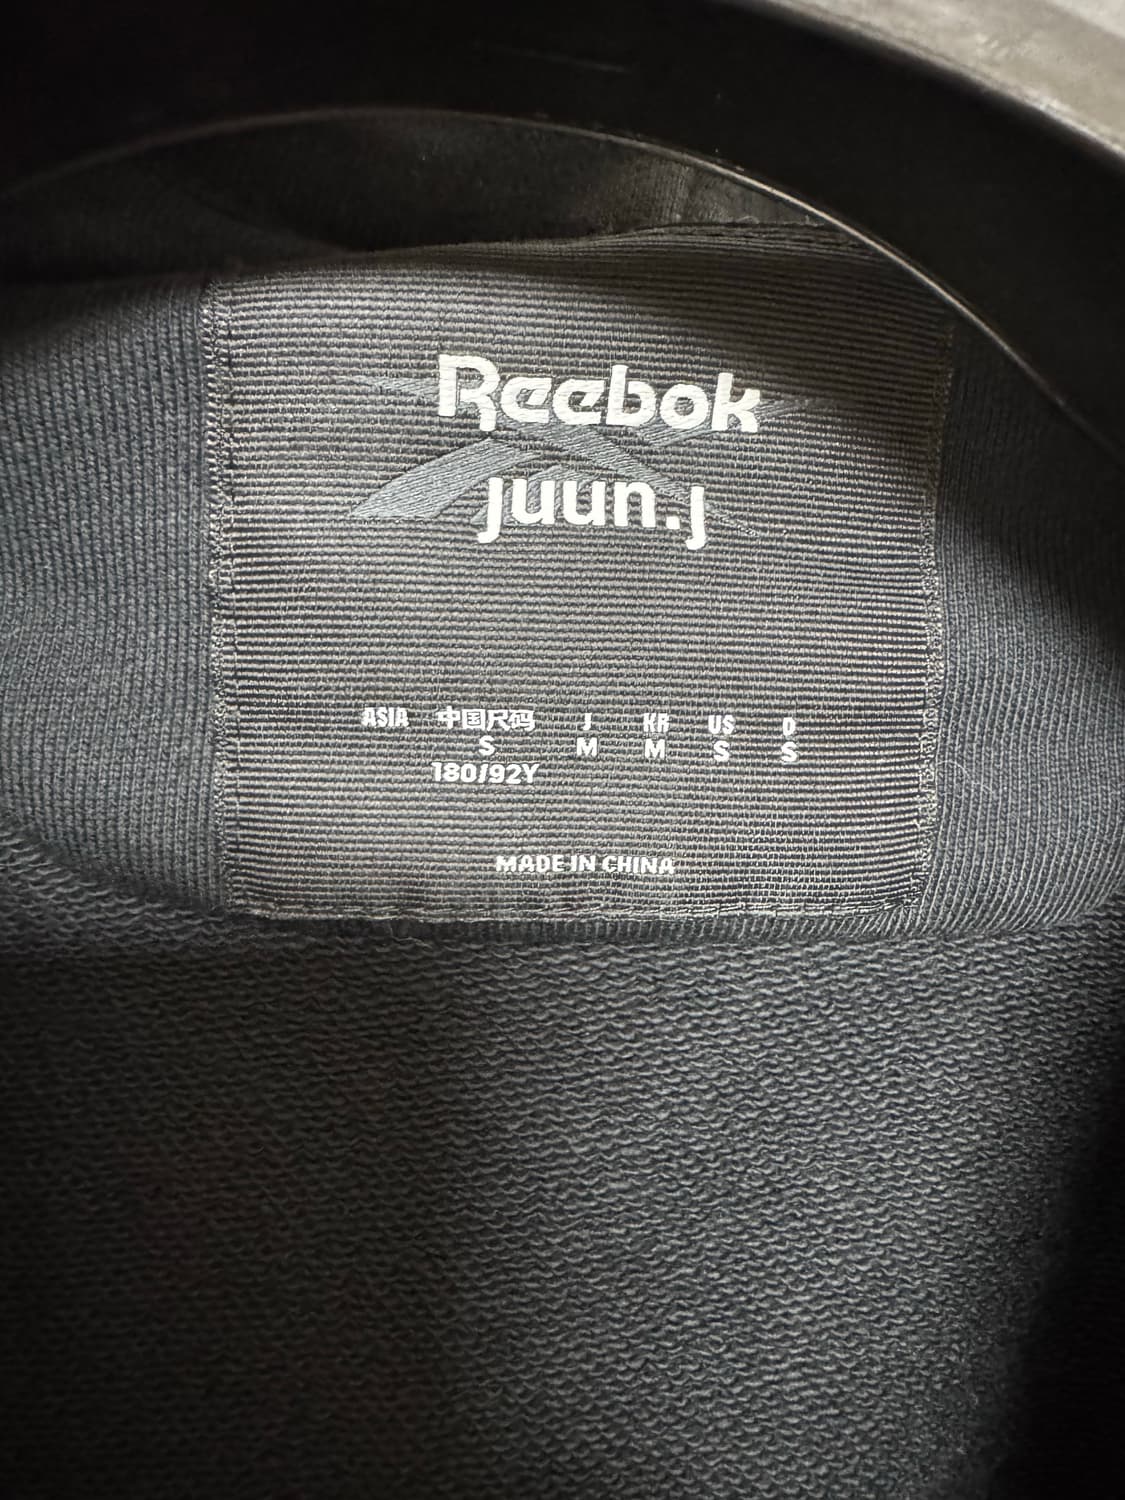 Reebok
juun.j
ASIA 中国尺码 J KR US D
S M M S S
180/92Y
MADE IN CHINA